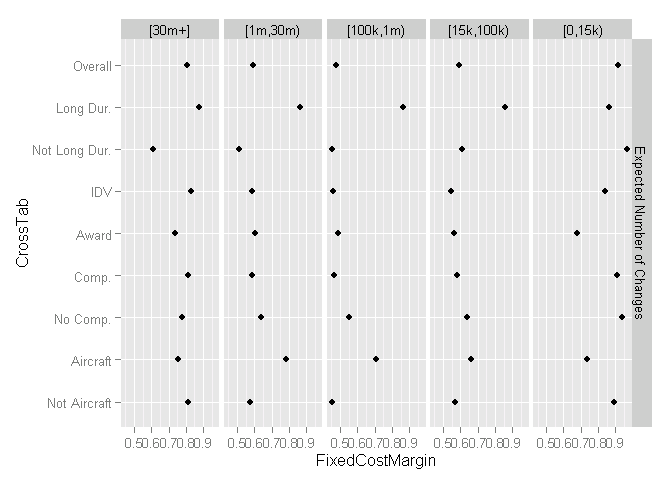 [30m+] [1m,30m) [100k,1m) [15k,100k) [0,15k)
Overall
Long Dur.
Not Long Dur.
IDV
Award
Comp.
No Comp.
Aircraft
Not Aircraft
CrossTab
Expected Number of Changes
0.50.60.70.80.9 0.50.60.70.80.9 0.50.60.70.80.9 0.50.60.70.80.9 0.50.60.70.80.9
FixedCostMargin